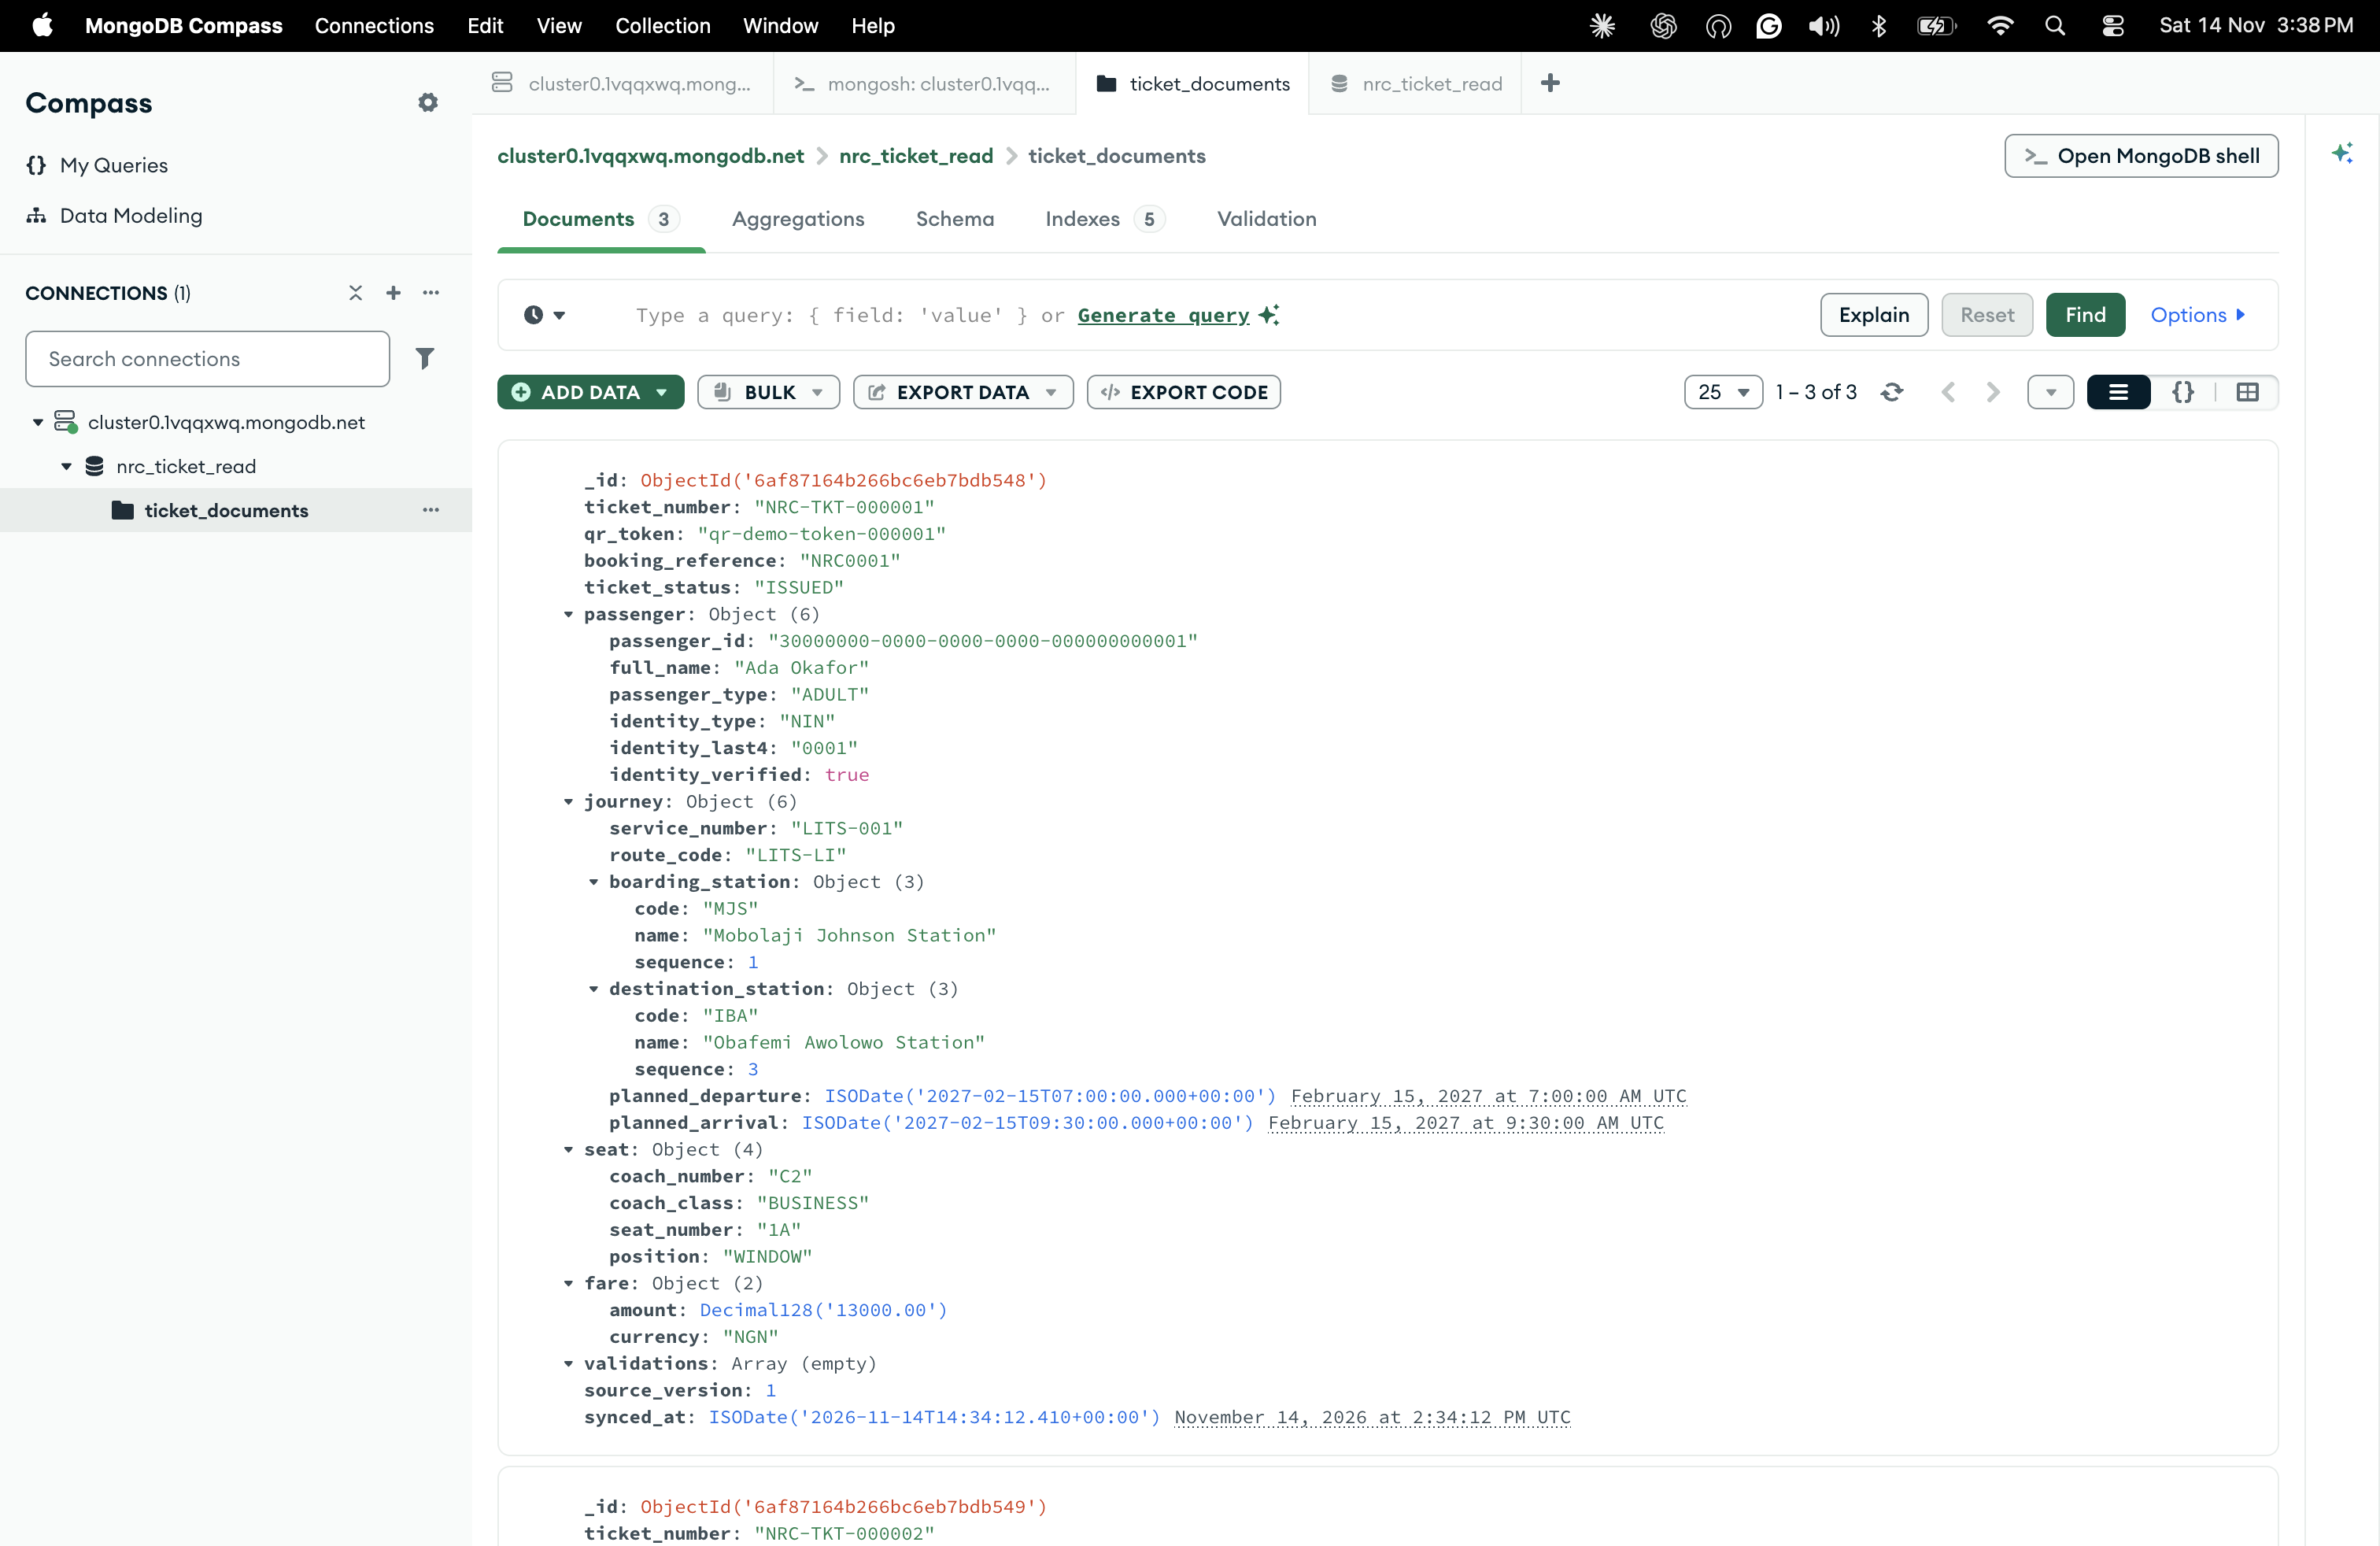 MongoDB Compass Connections Edit View Collection Window Help Sat 14 Nov 3:38 PM
Compass
My Queries
Data Modeling
CONNECTIONS (1)
Search connections
cluster0.1vqqxwq.mongodb.net
nrc_ticket_read
ticket_documents
cluster0.1vqqxwq.mong... mongosh: cluster0.1vqq... ticket_documents nrc_ticket_read
cluster0.1vqqxwq.mongodb.net > nrc_ticket_read > ticket_documents Open MongoDB shell
Documents 3 Aggregations Schema Indexes 5 Validation
Type a query: { field: 'value' } or Generate query Explain Reset Find Options
ADD DATA BULK EXPORT DATA EXPORT CODE 25 1 – 3 of 3
_id: ObjectId('6af87164b266bc6eb7bdb548')
ticket_number: "NRC-TKT-000001"
qr_token: "qr-demo-token-000001"
booking_reference: "NRC0001"
ticket_status: "ISSUED"
passenger: Object (6)
passenger_id: "30000000-0000-0000-0000-000000000001"
full_name: "Ada Okafor"
passenger_type: "ADULT"
identity_type: "NIN"
identity_last4: "0001"
identity_verified: true
journey: Object (6)
service_number: "LITS-001"
route_code: "LITS-LI"
boarding_station: Object (3)
code: "MJS"
name: "Mobolaji Johnson Station"
sequence: 1
destination_station: Object (3)
code: "IBA"
name: "Obafemi Awolowo Station"
sequence: 3
planned_departure: ISODate('2027-02-15T07:00:00.000+00:00') February 15, 2027 at 7:00:00 AM UTC
planned_arrival: ISODate('2027-02-15T09:30:00.000+00:00') February 15, 2027 at 9:30:00 AM UTC
seat: Object (4)
coach_number: "C2"
coach_class: "BUSINESS"
seat_number: "1A"
position: "WINDOW"
fare: Object (2)
amount: Decimal128('13000.00')
currency: "NGN"
validations: Array (empty)
source_version: 1
synced_at: ISODate('2026-11-14T14:34:12.410+00:00') November 14, 2026 at 2:34:12 PM UTC
_id: ObjectId('6af87164b266bc6eb7bdb549')
ticket_number: "NRC-TKT-000002"